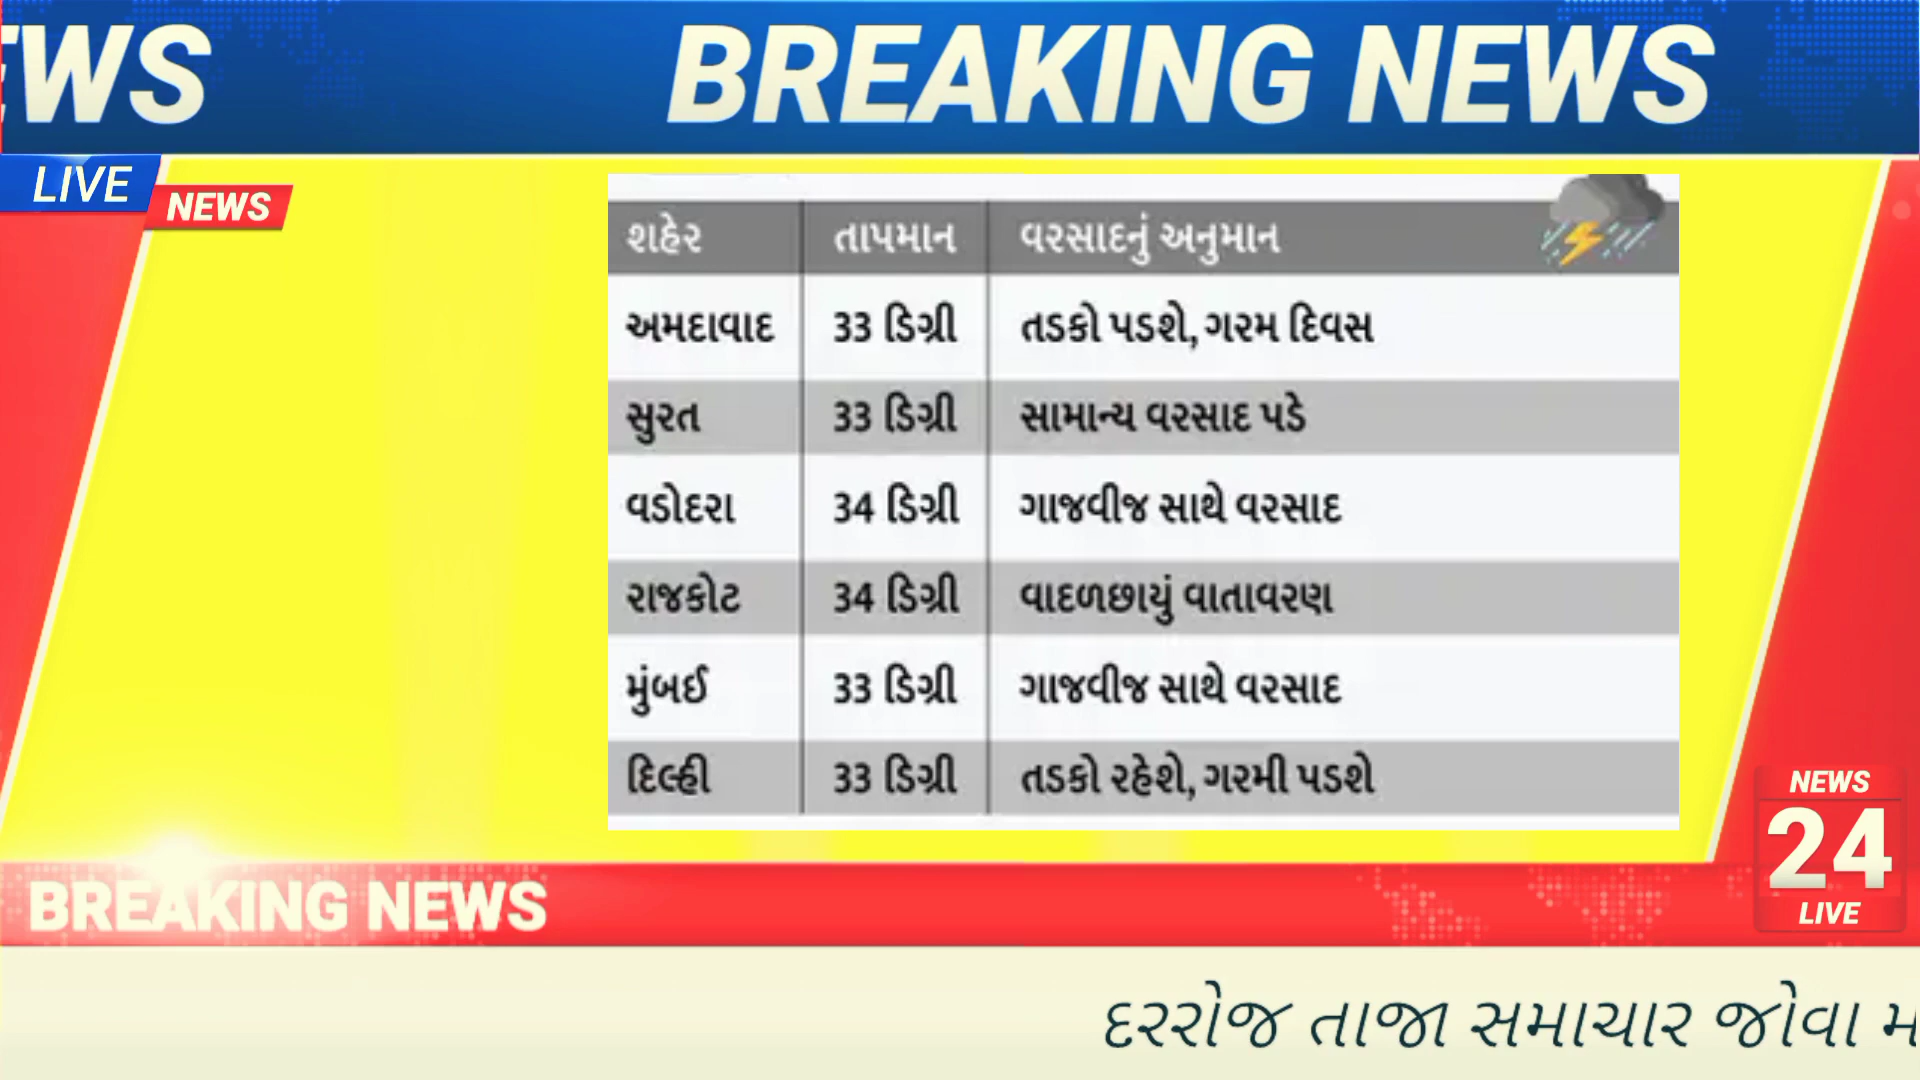 EWS BREAKING NEWS
LIVE
NEWS
શહેર તાપમાન વરસાદનું અનુમાન
અમદાવાદ 33 ડિગ્રી તડકો પડશે, ગરમ દિવસ
સુરત 33 ડિગ્રી સામાન્ય વરસાદ પડે
વડોદરા 34 ડિગ્રી ગાજવીજ સાથે વરસાદ
રાજકોટ 34 ડિગ્રી વાદળછાયું વાતાવરણ
મુંબઈ 33 ડિગ્રી ગાજવીજ સાથે વરસાદ
દિલ્હી 33 ડિગ્રી તડકો રહેશે, ગરમી પડશે
NEWS
24
LIVE
BREAKING NEWS
દરરોજ તાજા સમાચાર જોવા